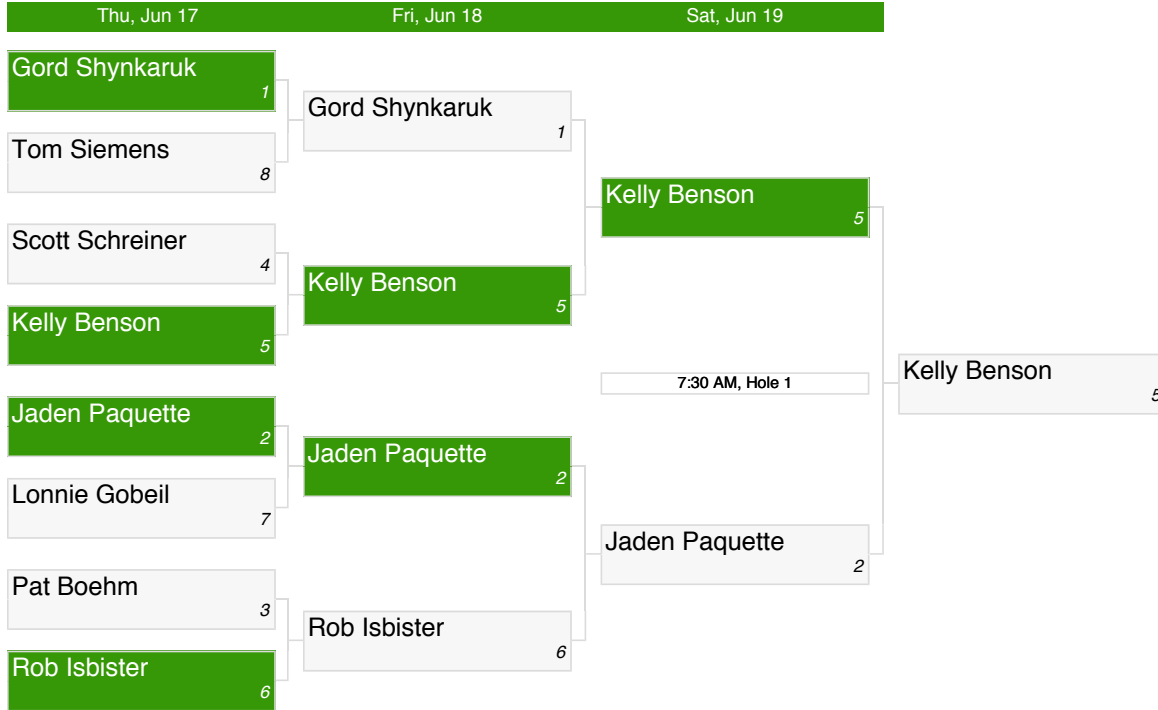 Thu, Jun 17
Fri, Jun 18
Sat, Jun 19
Gord Shynkaruk
1
Tom Siemens
8
Scott Schreiner
4
Kelly Benson
5
Jaden Paquette
2
Lonnie Gobeil
7
Pat Boehm
3
Rob Isbister
6
Gord Shynkaruk
1
Kelly Benson
5
Jaden Paquette
2
Rob Isbister
6
Kelly Benson
5
7:30 AM, Hole 1
Jaden Paquette
2
Kelly Benson
5